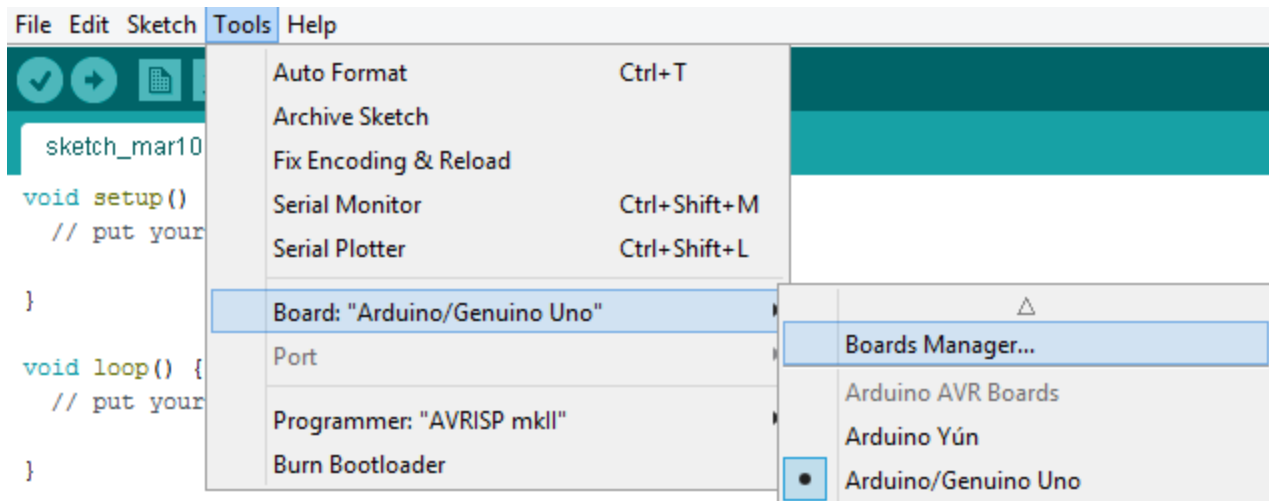 File Edit Sketch Tools Help
Auto Format Ctrl+T
Archive Sketch
Fix Encoding & Reload
Serial Monitor Ctrl+Shift+M
Serial Plotter Ctrl+Shift+L
Board: "Arduino/Genuino Uno"
Port
Programmer: "AVRISP mkII"
Burn Bootloader
Boards Manager...
Arduino AVR Boards
Arduino Yún
Arduino/Genuino Uno
sketch_mar10
void setup()
// put your
}
void loop() {
// put your
}